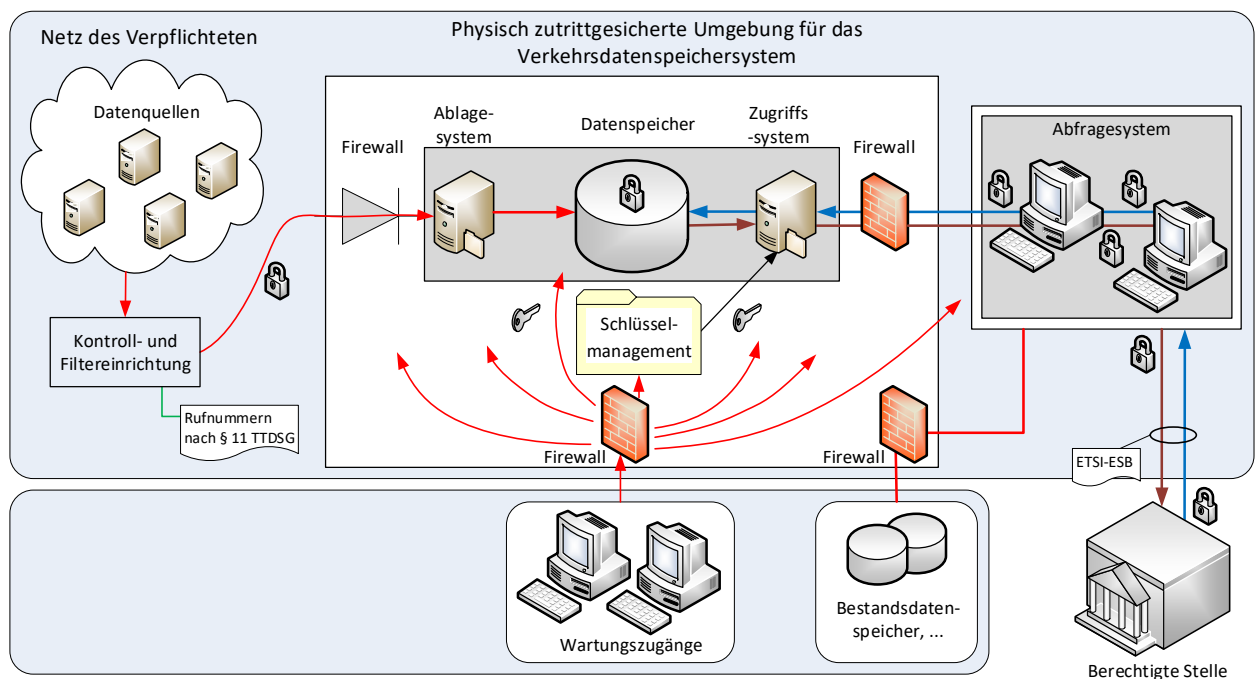 Netz des Verpflichteten
Physisch zutrittgesicherte Umgebung für das
Verkehrsdatenspeichersystem
Datenquellen
Firewall
Ablage-
system
Datenspeicher
Zugriffs
-system
Firewall
Abfragesystem
Kontroll- und
Filtereinrichtung
Schlüssel-
management
Rufnummern
nach § 11 TTDSG
Firewall
Firewall
ETSI-ESB
Wartungszugänge
Bestandsdaten-
speicher, ...
Berechtigte Stelle